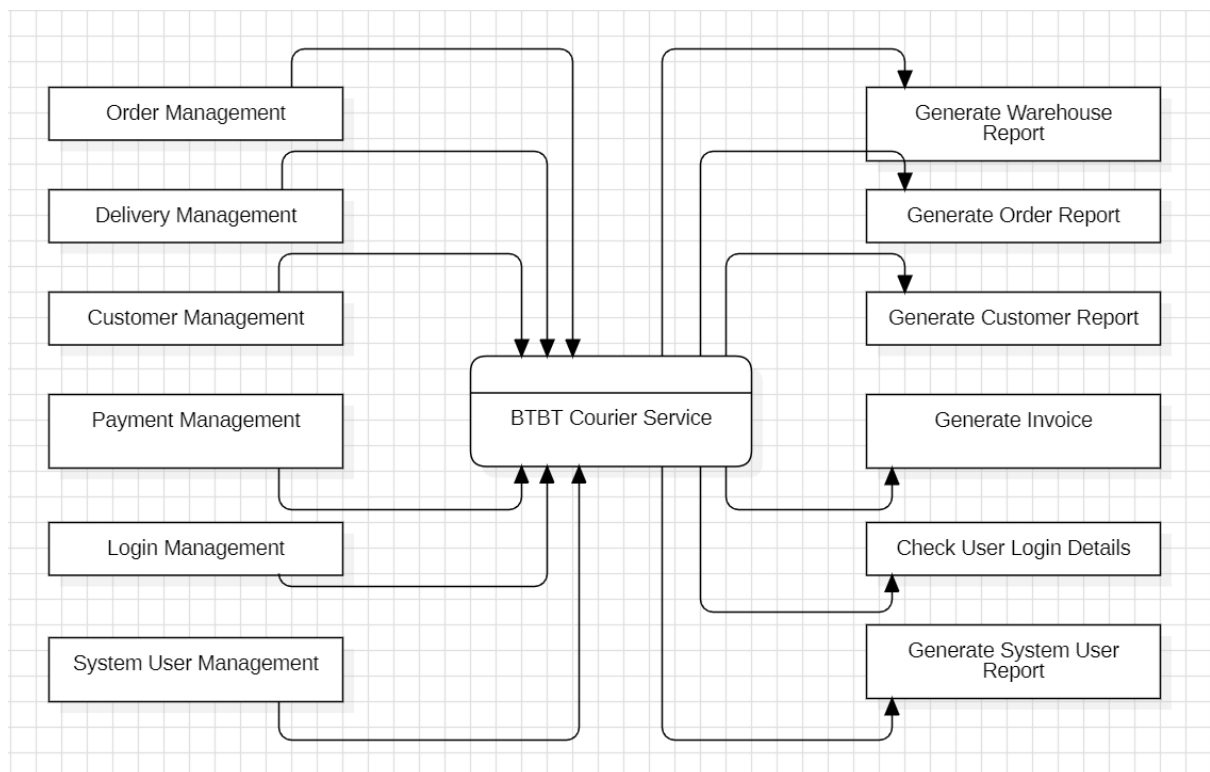 Order Management
Delivery Management
Customer Management
Payment Management
Login Management
System User Management
BTBT Courier Service
Generate Warehouse
Report
Generate Order Report
Generate Customer Report
Generate Invoice
Check User Login Details
Generate System User
Report